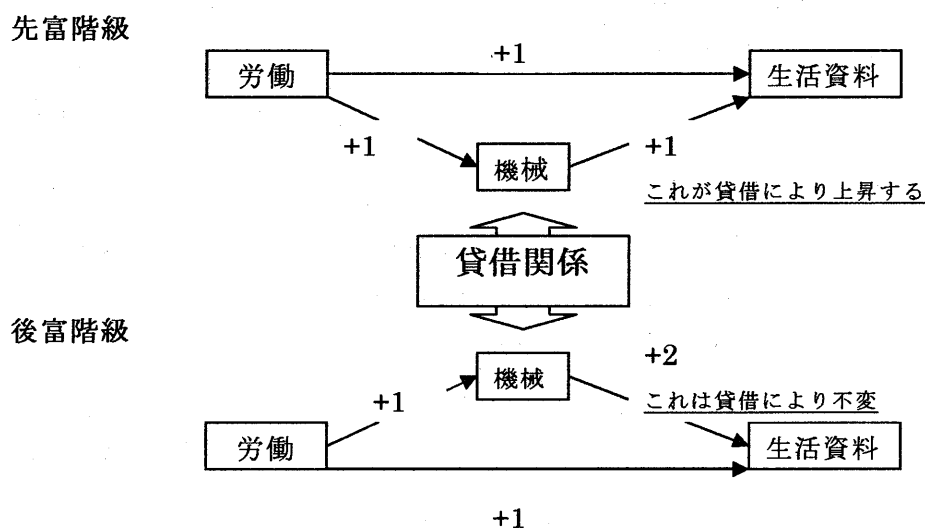 先富階級
+1
労働
生活資料
+1
機械
+1
これが貸借により上昇する
貸借関係
後富階級
機械
+2
+1
これは貸借により不変
労働
生活資料
+1